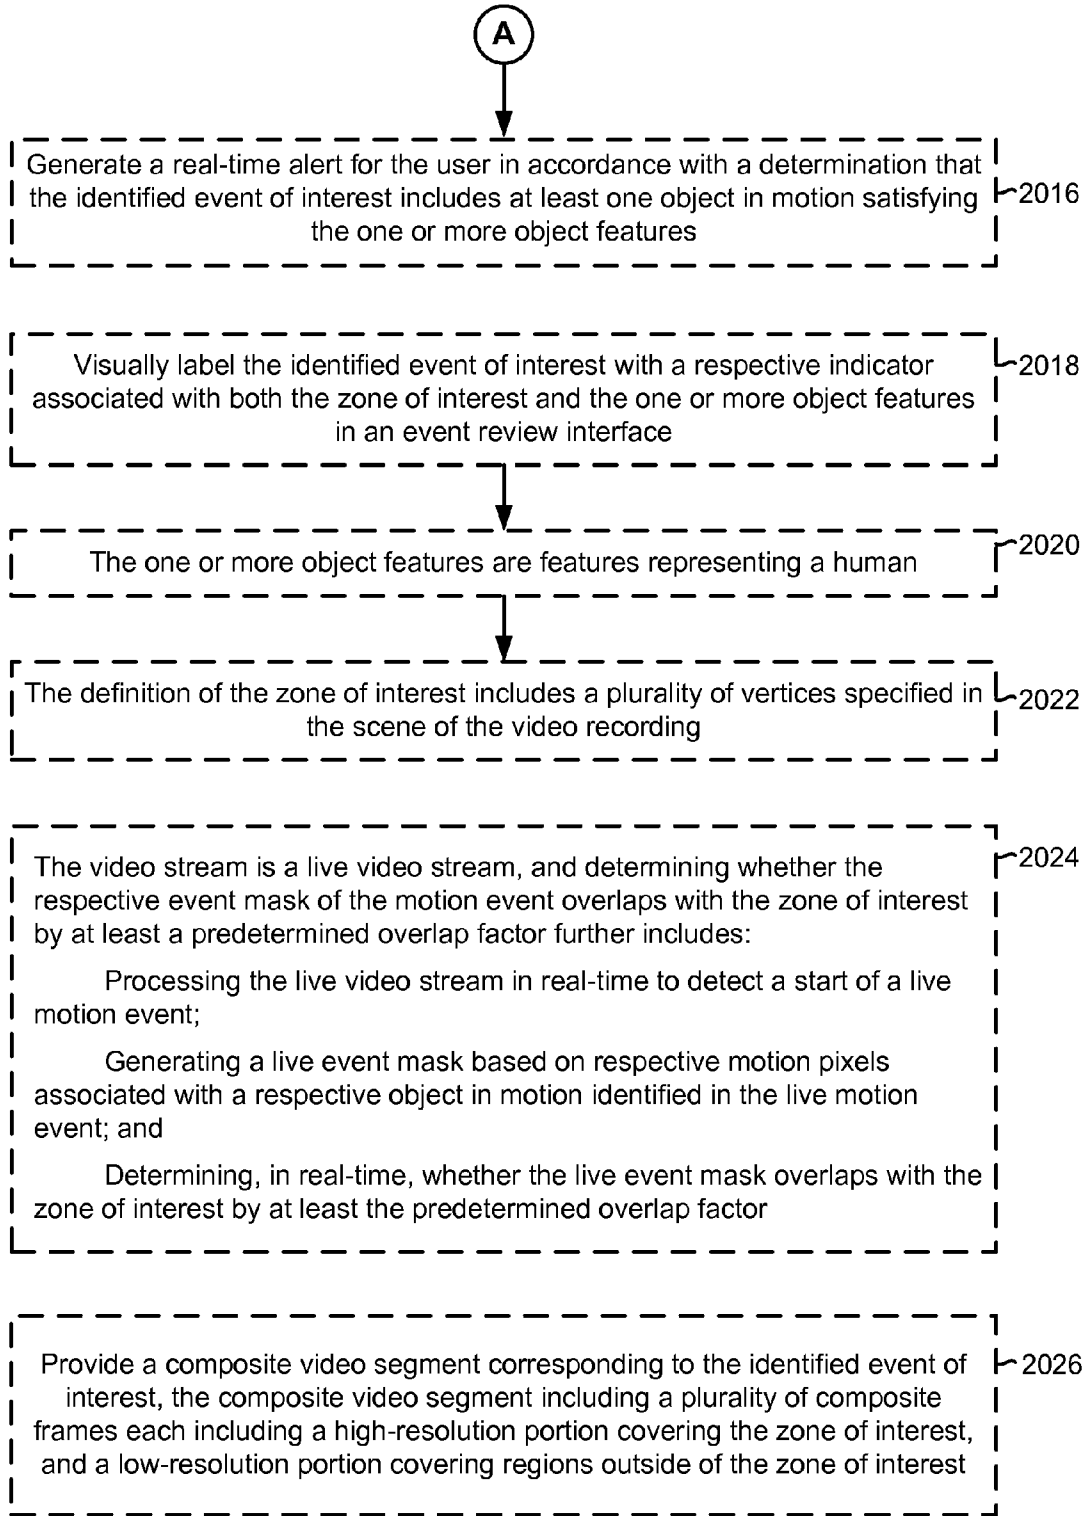 A
Generate a real-time alert for the user in accordance with a determination that
the identified event of interest includes at least one object in motion satisfying
the one or more object features
2016
Visually label the identified event of interest with a respective indicator
associated with both the zone of interest and the one or more object features
in an event review interface
2018
The one or more object features are features representing a human
2020
The definition of the zone of interest includes a plurality of vertices specified in
the scene of the video recording
2022
The video stream is a live video stream, and determining whether the
respective event mask of the motion event overlaps with the zone of interest
by at least a predetermined overlap factor further includes:
Processing the live video stream in real-time to detect a start of a live
motion event;
Generating a live event mask based on respective motion pixels
associated with a respective object in motion identified in the live motion
event; and
Determining, in real-time, whether the live event mask overlaps with the
zone of interest by at least the predetermined overlap factor
2024
Provide a composite video segment corresponding to the identified event of
interest, the composite video segment including a plurality of composite
frames each including a high-resolution portion covering the zone of interest,
and a low-resolution portion covering regions outside of the zone of interest
2026